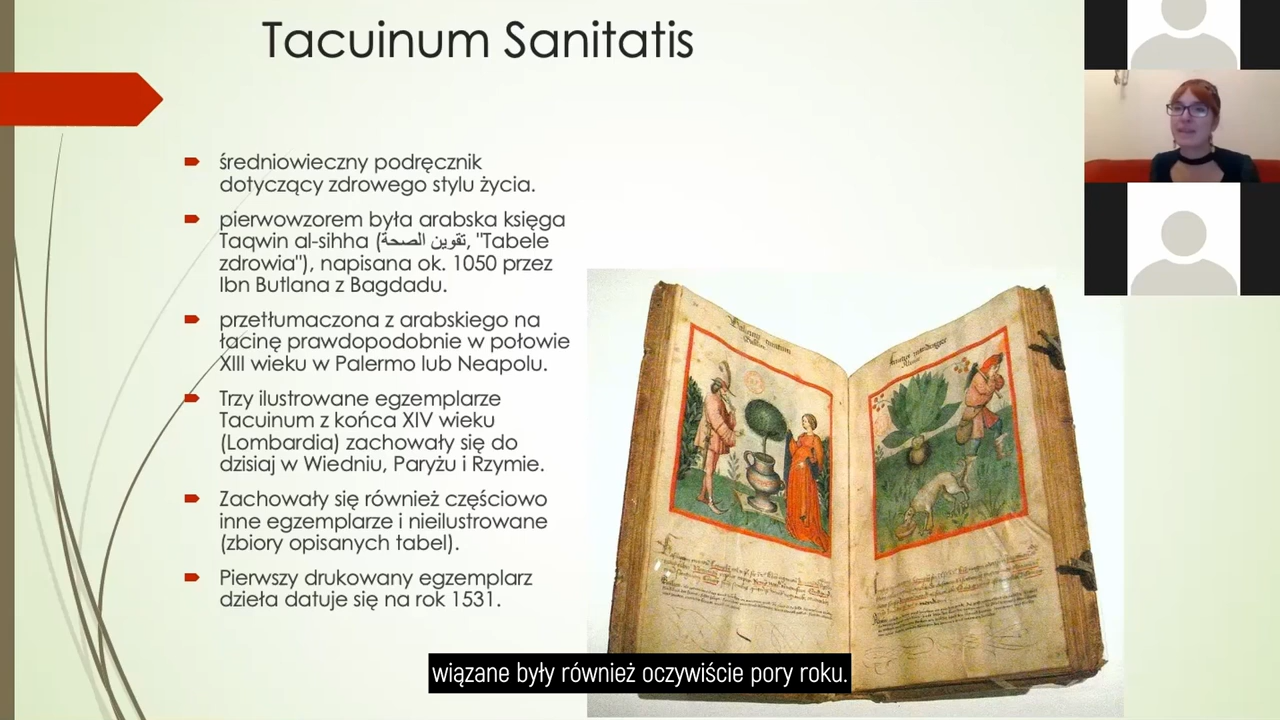 Tacuinum Sanitatis
średniowieczny podręcznik
dotyczący zdrowego stylu życia.
pierwowzorem była arabska księga
Taqwin al-sihha (تقوين الصحة, "Tabele
zdrowia"), napisana ok. 1050 przez
Ibn Butlana z Bagdadu.
przetłumaczona z arabskiego na
łacinę prawdopodobnie w połowie
XIII wieku w Palermo lub Neapolu.
Trzy ilustrowane egzemplarze
Tacuinum z końca XIV wieku
(Lombardia) zachowały się do
dzisiaj w Wiedniu, Paryżu i Rzymie.
Zachowały się również częściowo
inne egzemplarze i nieilustrowane
(zbiory opisanych tabel).
Pierwszy drukowany egzemplarz
dzieła datuje się na rok 1531.
wiązane były również oczywiście pory roku.